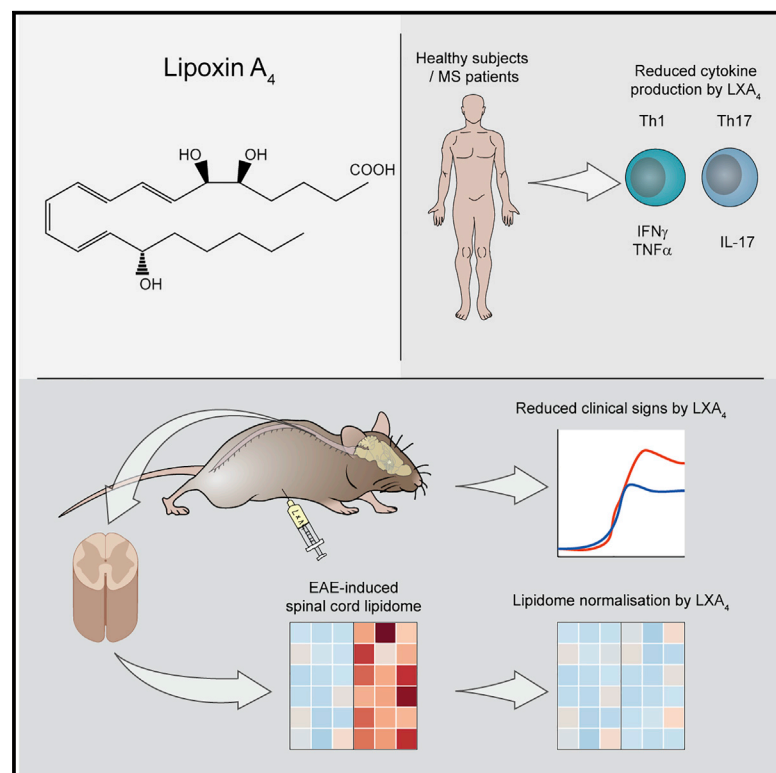 Lipoxin A₄
HO
OH
COOH
OH
Healthy subjects
/ MS patients
Reduced cytokine
production by LXA₄
Th1
Th17
IFNγ
TNFα
IL-17
Reduced clinical signs by LXA₄
LxA
EAE-induced
spinal cord lipidome
Lipidome normalisation by LXA₄